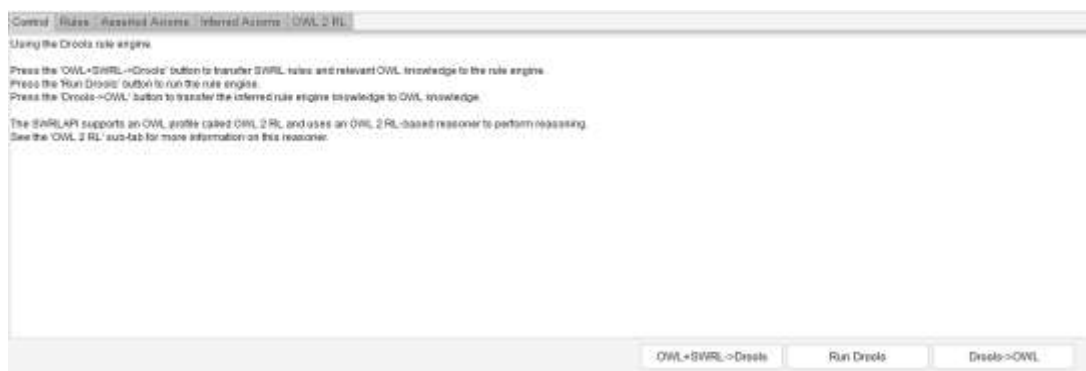 Control Rules Asserted Axioms Inferred Axioms OWL 2 RL
Using the Drools rule engine.
Press the 'OWL+SWRL->Drools' button to transfer SWRL rules and relevant OWL knowledge to the rule engine.
Press the 'Run Drools' button to run the rule engine.
Press the 'Drools->OWL' button to transfer the inferred rule engine knowledge to OWL knowledge.
The SWRLAPI supports an OWL profile called OWL 2 RL and uses an OWL 2 RL-based reasoner to perform reasoning.
See the 'OWL 2 RL' sub-tab for more information on this reasoner.
OWL+SWRL->Drools Run Drools Drools->OWL